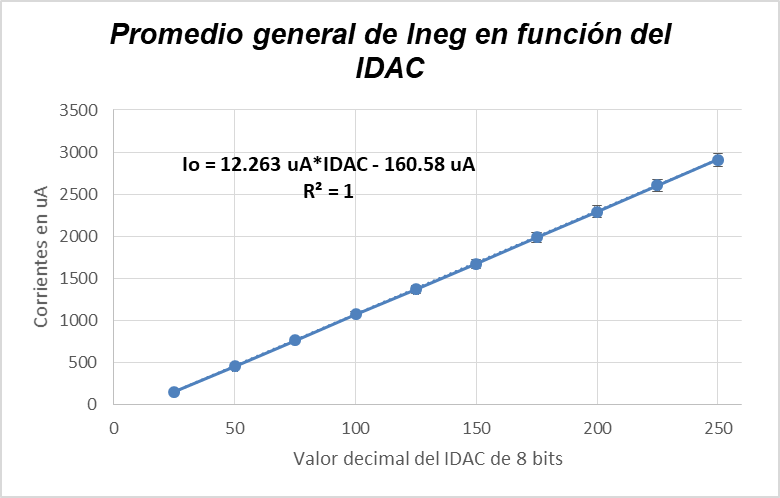 Promedio general de Ineg en función del
IDAC
Io = 12.263 uA*IDAC - 160.58 uA
R² = 1
Corrientes en uA
3500
3000
2500
2000
1500
1000
500
0
0 50 100 150 200 250
Valor decimal del IDAC de 8 bits